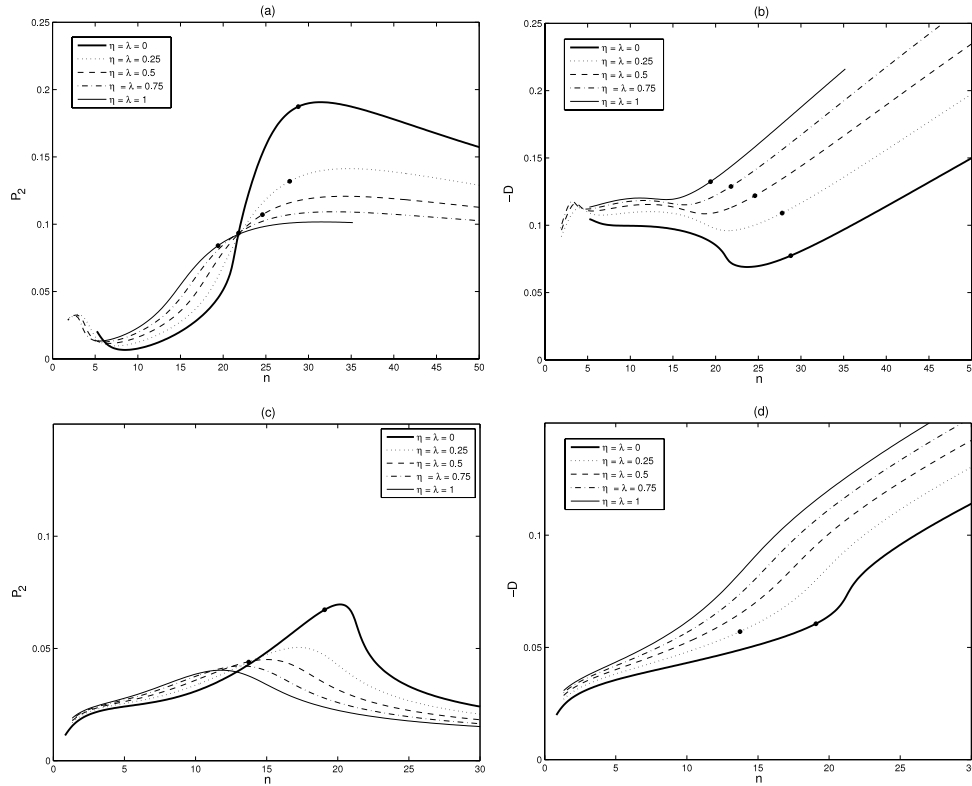 (a)
0.25
0.2
0.15
0.1
0.05
0
P2
η = λ = 0
η = λ = 0.25
η = λ = 0.5
η = λ = 0.75
η = λ = 1
0 5 10 15 20 25 30 35 40 45 50
n
(b)
0.25
0.2
0.15
0.1
0.05
0
−D
η = λ = 0
η = λ = 0.25
η = λ = 0.5
η = λ = 0.75
η = λ = 1
0 5 10 15 20 25 30 35 40 45 50
n
(c)
0.1
0.05
0
P2
η = λ = 0
η = λ = 0.25
η = λ = 0.5
η = λ = 0.75
η = λ = 1
0 5 10 15 20 25 30
n
(d)
0.1
0.05
0
−D
η = λ = 0
η = λ = 0.25
η = λ = 0.5
η = λ = 0.75
η = λ = 1
0 5 10 15 20 25 30
n